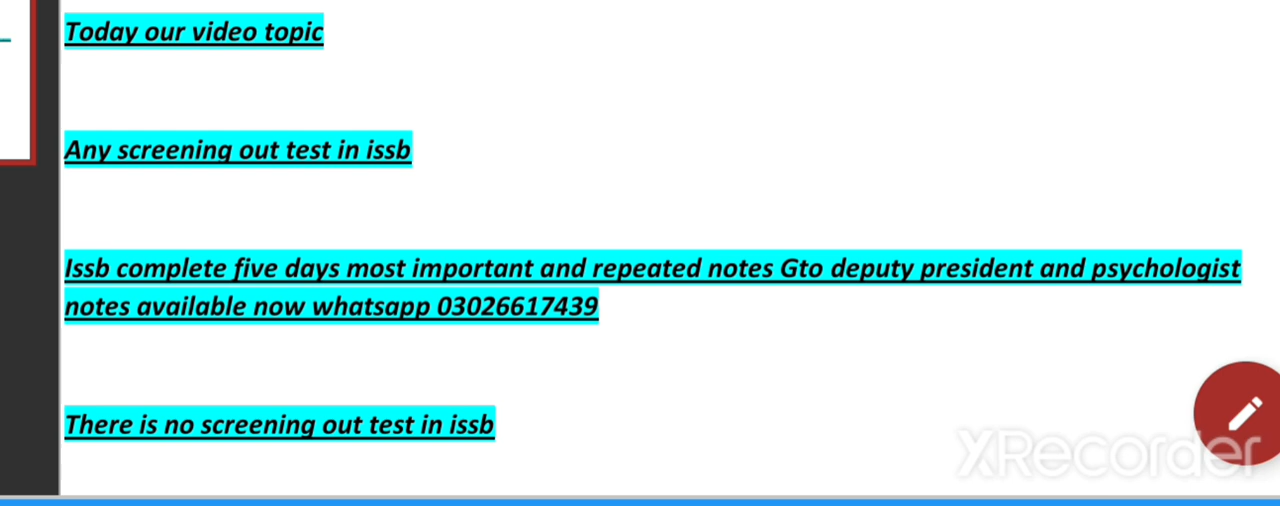 Today our video topic
Any screening out test in issb
Issb complete five days most important and repeated notes Gto deputy president and psychologist
notes available now whatsapp 03026617439
There is no screening out test in issb
XRecorder